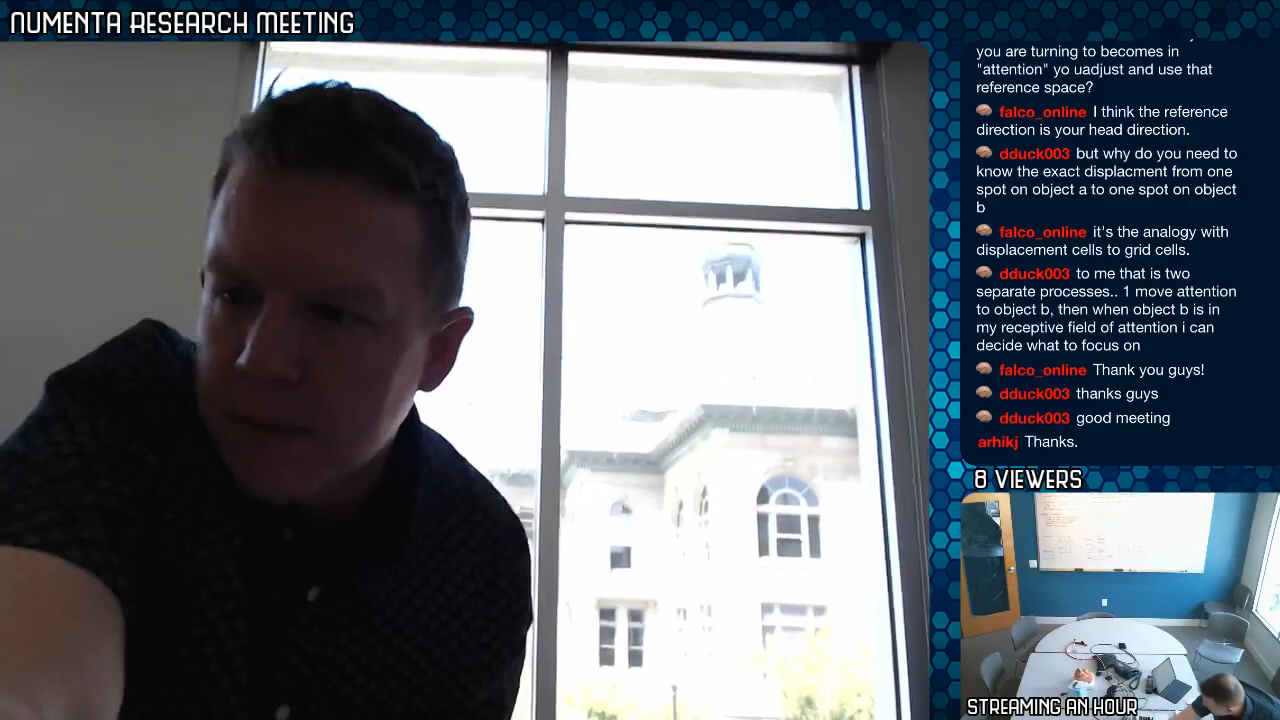 NUMENTA RESEARCH MEETING
you are turning to becomes in
"attention" yo uadjust and use that
reference space?
falco_online I think the reference
direction is your head direction.
dduck003 but why do you need to
know the exact displacment from one
spot on object a to one spot on object
b
falco_online it's the analogy with
displacement cells to grid cells.
dduck003 to me that is two
separate processes.. 1 move attention
to object b, then when object b is in
my receptive field of attention i can
decide what to focus on
falco_online Thank you guys!
dduck003 thanks guys
dduck003 good meeting
arhikj Thanks.
8 VIEWERS
STREAMING AN HOUR